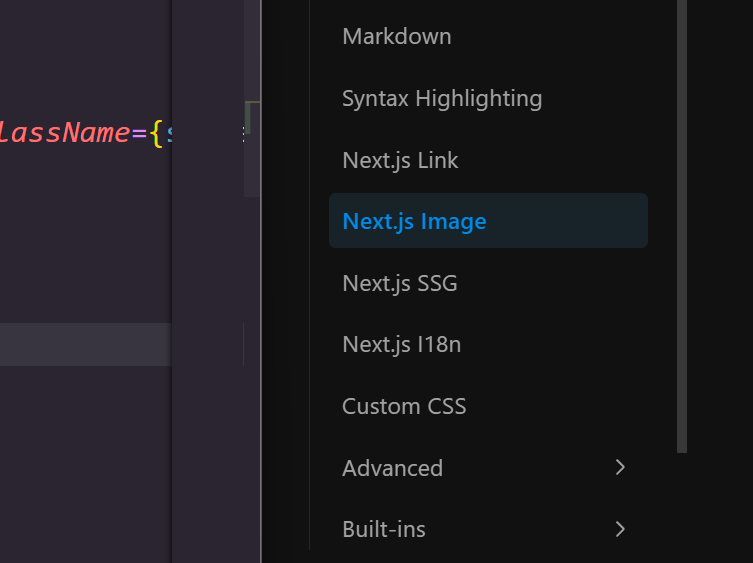 Markdown
Syntax Highlighting
lassName={s
Next.js Link
Next.js Image
Next.js SSG
Next.js I18n
Custom CSS
Advanced
Built-ins